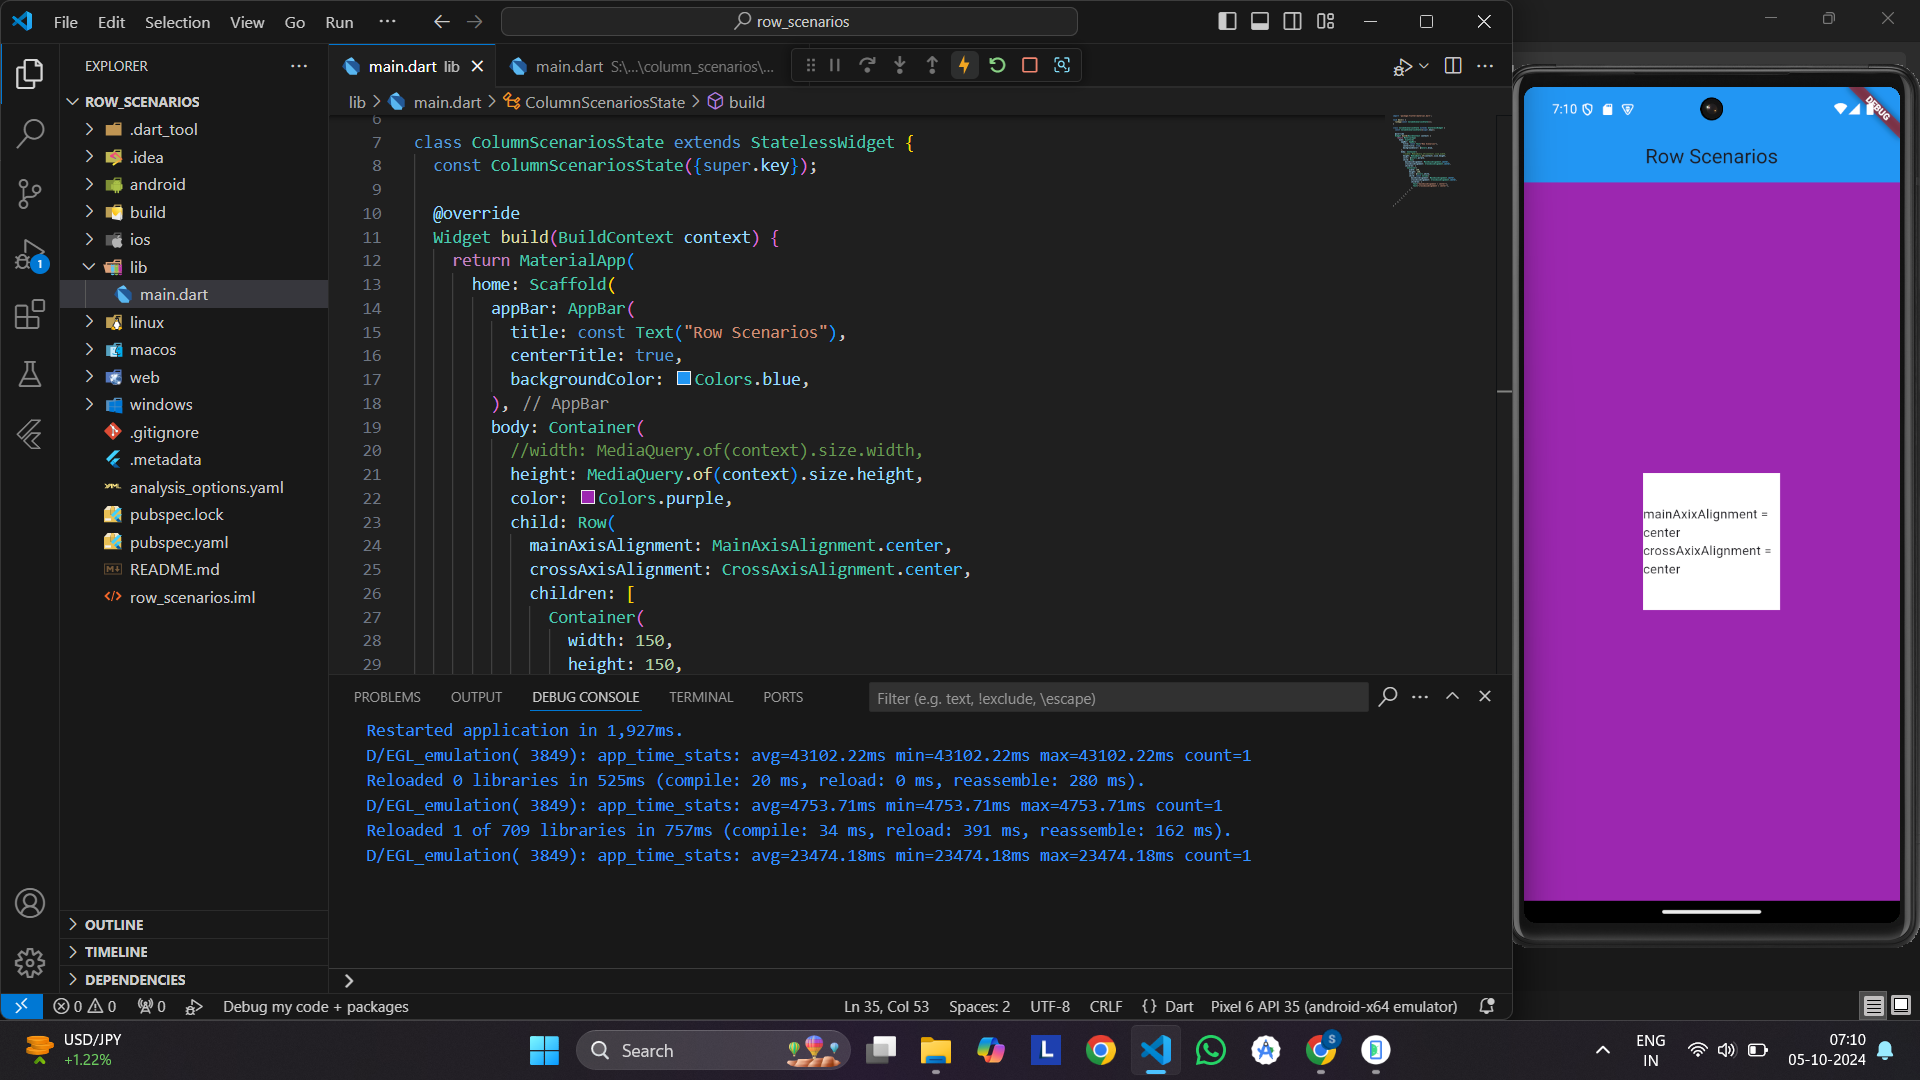 File Edit Selection View Go Run ···
row_scenarios
EXPLORER
ROW_SCENARIOS
.dart_tool
.idea
android
build
ios
lib
main.dart
linux
macos
web
windows
.gitignore
.metadata
analysis_options.yaml
pubspec.lock
pubspec.yaml
README.md
row_scenarios.iml
OUTLINE
TIMELINE
DEPENDENCIES
1
main.dart lib
main.dart S:\...\column_scenarios\...
lib > main.dart > ColumnScenariosState > build
6
7 class ColumnScenariosState extends StatelessWidget {
8 const ColumnScenariosState({super.key});
9
10 @override
11 Widget build(BuildContext context) {
12 return MaterialApp(
13 home: Scaffold(
14 appBar: AppBar(
15 title: const Text("Row Scenarios"),
16 centerTitle: true,
17 backgroundColor: Colors.blue,
18 ), // AppBar
19 body: Container(
20 //width: MediaQuery.of(context).size.width,
21 height: MediaQuery.of(context).size.height,
22 color: Colors.purple,
23 child: Row(
24 mainAxisAlignment: MainAxisAlignment.center,
25 crossAxisAlignment: CrossAxisAlignment.center,
26 children: [
27 Container(
28 width: 150,
29 height: 150,
PROBLEMS OUTPUT DEBUG CONSOLE TERMINAL PORTS
Filter (e.g. text, !exclude, \escape)
Restarted application in 1,927ms.
D/EGL_emulation( 3849): app_time_stats: avg=43102.22ms min=43102.22ms max=43102.22ms count=1
Reloaded 0 libraries in 525ms (compile: 20 ms, reload: 0 ms, reassemble: 280 ms).
D/EGL_emulation( 3849): app_time_stats: avg=4753.71ms min=4753.71ms max=4753.71ms count=1
Reloaded 1 of 709 libraries in 757ms (compile: 34 ms, reload: 391 ms, reassemble: 162 ms).
D/EGL_emulation( 3849): app_time_stats: avg=23474.18ms min=23474.18ms max=23474.18ms count=1
0 0 0 Debug my code + packages
Ln 35, Col 53 Spaces: 2 UTF-8 CRLF {} Dart Pixel 6 API 35 (android-x64 emulator)
7:10
DEBUG
Row Scenarios
mainAxixAlignment =
center
crossAxixAlignment =
center
USD/JPY
+1.22%
Search
L
S
ENG
IN
07:10
05-10-2024